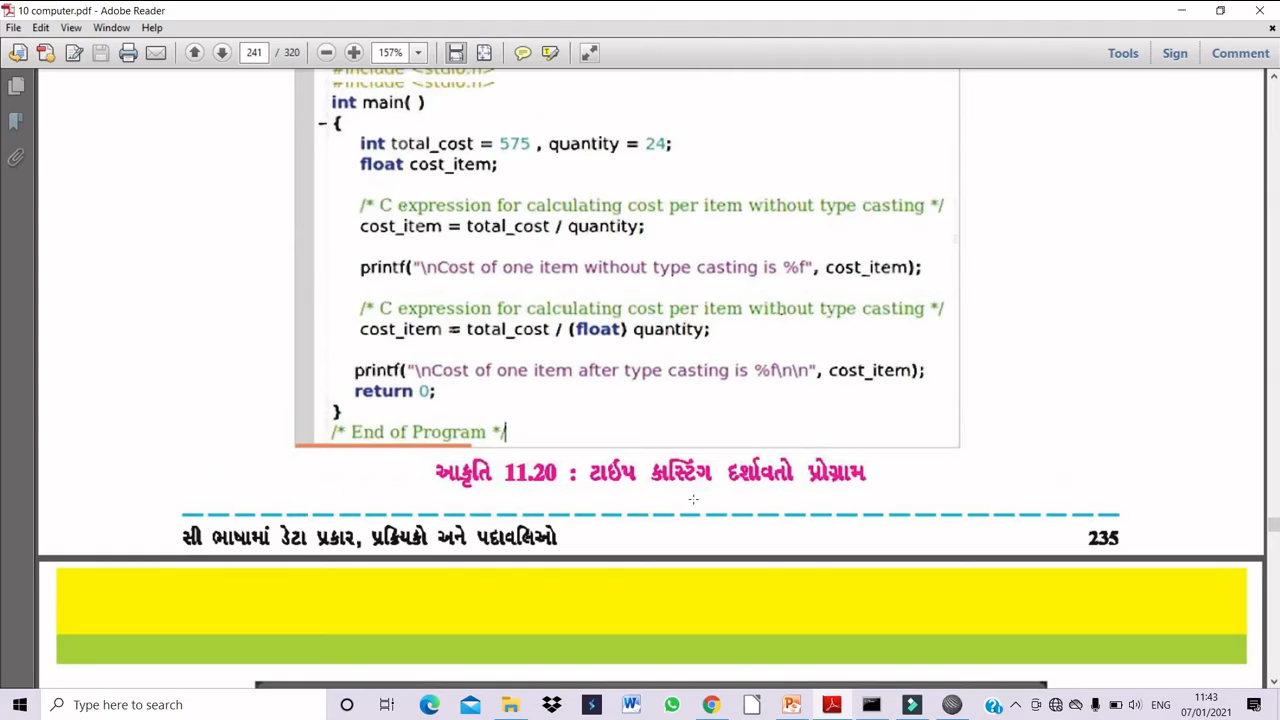 10 computer.pdf - Adobe Reader
File Edit View Window Help
241 / 320 157% Tools Sign Comment
#include <stdio.h>
#include <stdio.h>
int main( )
{
int total_cost = 575 , quantity = 24;
float cost_item;
/* C expression for calculating cost per item without type casting */
cost_item = total_cost / quantity;
printf("\nCost of one item without type casting is %f", cost_item);
/* C expression for calculating cost per item without type casting */
cost_item = total_cost / (float) quantity;
printf("\nCost of one item after type casting is %f\n\n", cost_item);
return 0;
}
/* End of Program */
આકૃતિ 11.20 : ટાઈપ કાસ્ટિંગ દર્શાવતો પ્રોગ્રામ
સી ભાષામાં ડેટા પ્રકાર, પ્રક્રિયકો અને પદાવલિઓ 235
Type here to search
ENG
11:43
07/01/2021